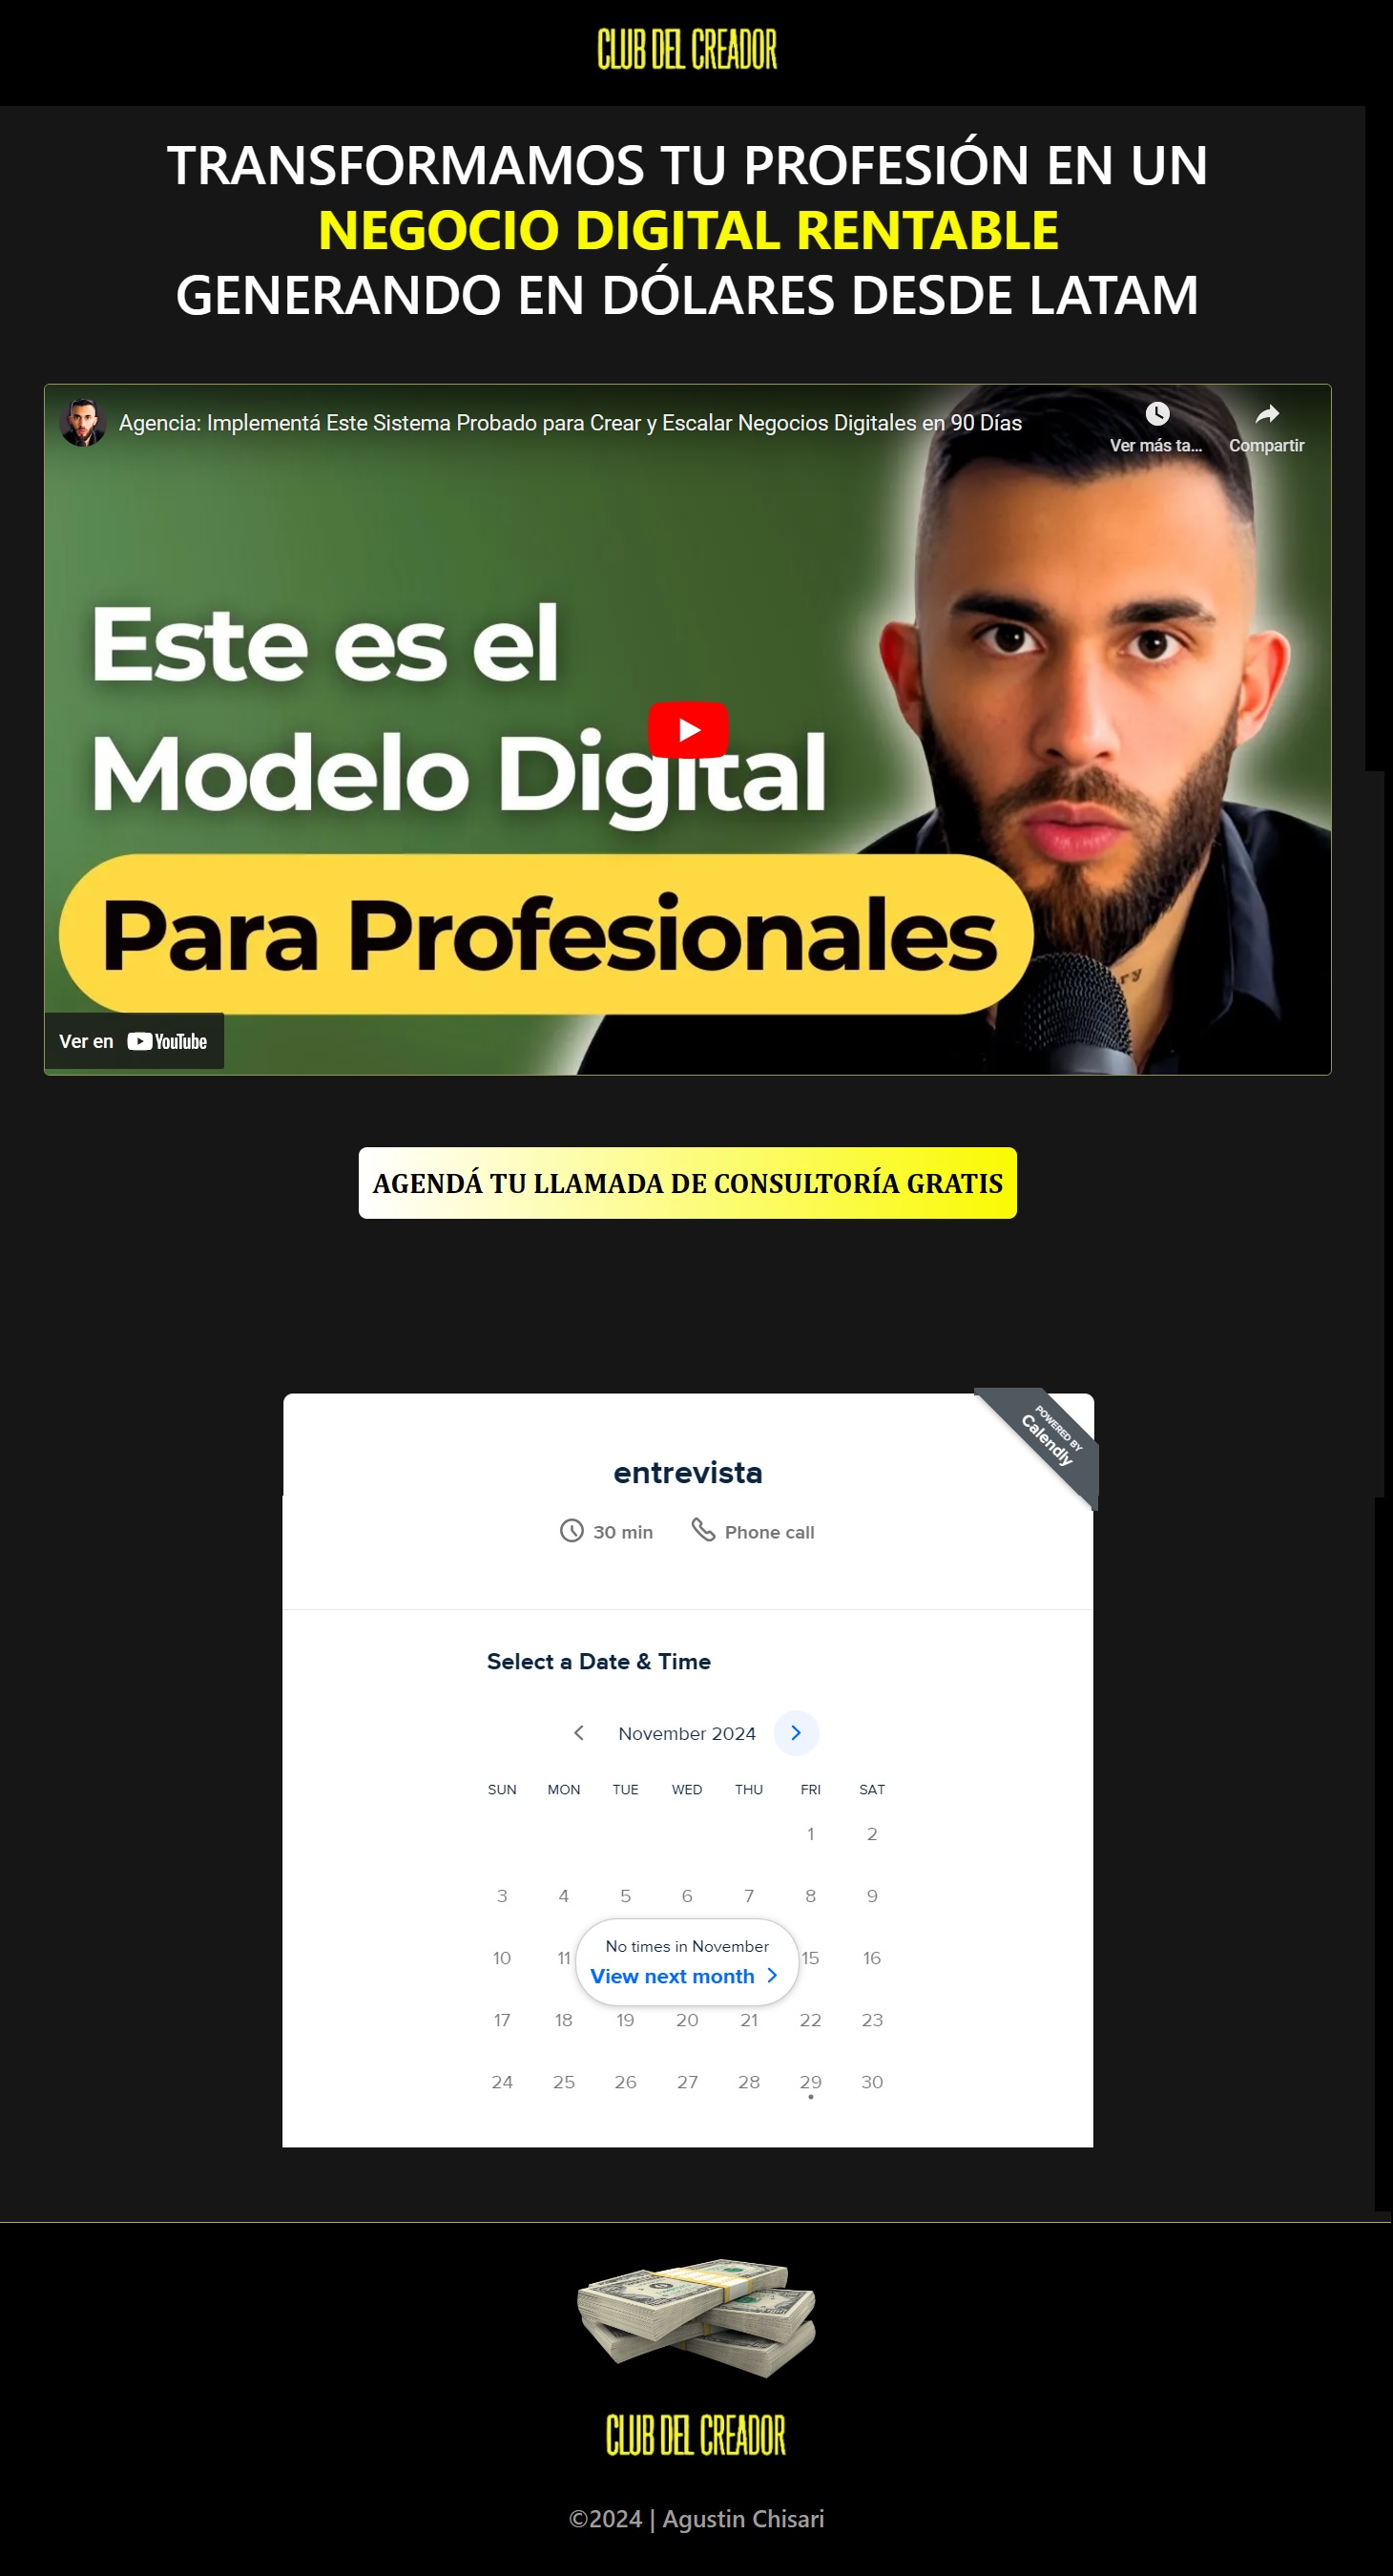 CLUB DEL CREADOR
TRANSFORMAMOS TU PROFESIÓN EN UN
NEGOCIO DIGITAL RENTABLE
GENERANDO EN DÓLARES DESDE LATAM
Agencia: Implementá Este Sistema Probado para Crear y Escalar Negocios Digitales en 90 Días
Ver más ta...
Compartir
Este es el
Modelo Digital
Para Profesionales
Ver en YouTube
AGENDÁ TU LLAMADA DE CONSULTORÍA GRATIS
POWERED BY
Calendly
entrevista
30 min Phone call
Select a Date & Time
November 2024
SUN MON TUE WED THU FRI SAT
1 2
3 4 5 6 7 8 9
10 11 15 16
No times in November
View next month
17 18 19 20 21 22 23
24 25 26 27 28 29 30
CLUB DEL CREADOR
©2024 | Agustin Chisari